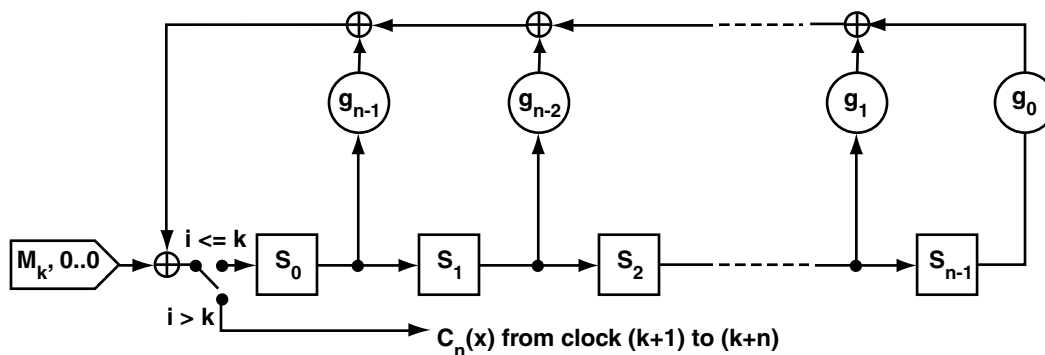 g_{n-1}
g_{n-2}
g_1
g_0
M_k, 0..0
i <= k
S_0
S_1
S_2
S_{n-1}
i > k
C_n(x) from clock (k+1) to (k+n)